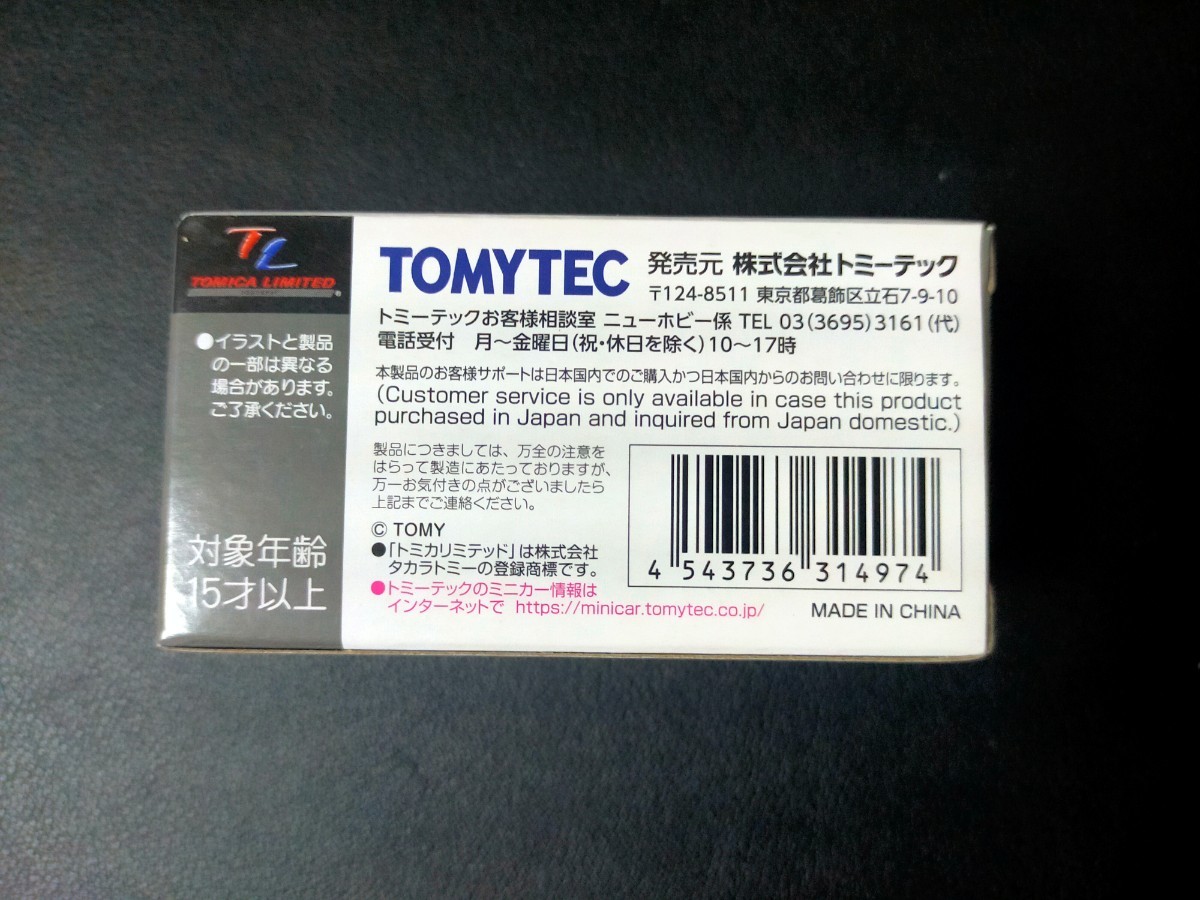 TL
TOMICA LIMITED
●イラストと製品
の一部は異なる
場合があります。
ご了承ください。
対象年齢
15才以上
TOMYTEC 発売元 株式会社トミーテック
〒124-8511 東京都葛飾区立石7-9-10
トミーテックお客様相談室 ニューホビー係 TEL 03(3695)3161(代)
電話受付 月〜金曜日(祝・休日を除く)10〜17時
本製品のお客様サポートは日本国内でのご購入かつ日本国内からのお問い合わせに限ります。
(Customer service is only available in case this product
purchased in Japan and inquired from Japan domestic.)
製品につきましては、万全の注意を
はらって製造にあたっておりますが、
万一お気付きの点がございましたら
上記までご連絡ください。
© TOMY
●「トミカリミテッド」は株式会社
タカラトミーの登録商標です。
●トミーテックのミニカー情報は
インターネットで https://minicar.tomytec.co.jp/
4 543736 314974
MADE IN CHINA